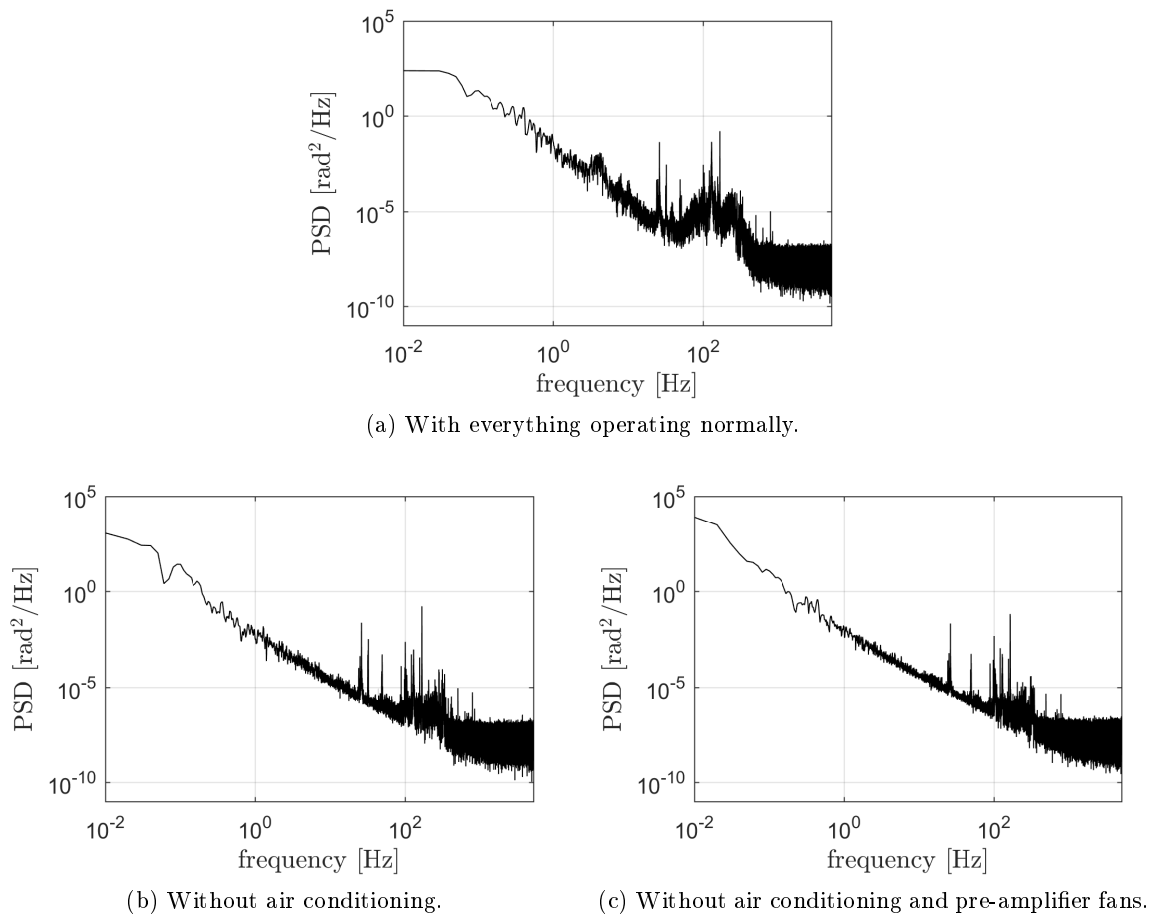 10^5
10^0
10^-5
10^-10
PSD [rad^2/Hz]
10^-2 10^0 10^2
frequency [Hz]
(a) With everything operating normally.
10^5
10^0
10^-5
10^-10
PSD [rad^2/Hz]
10^-2 10^0 10^2
frequency [Hz]
(b) Without air conditioning.
10^5
10^0
10^-5
10^-10
PSD [rad^2/Hz]
10^-2 10^0 10^2
frequency [Hz]
(c) Without air conditioning and pre-amplifier fans.